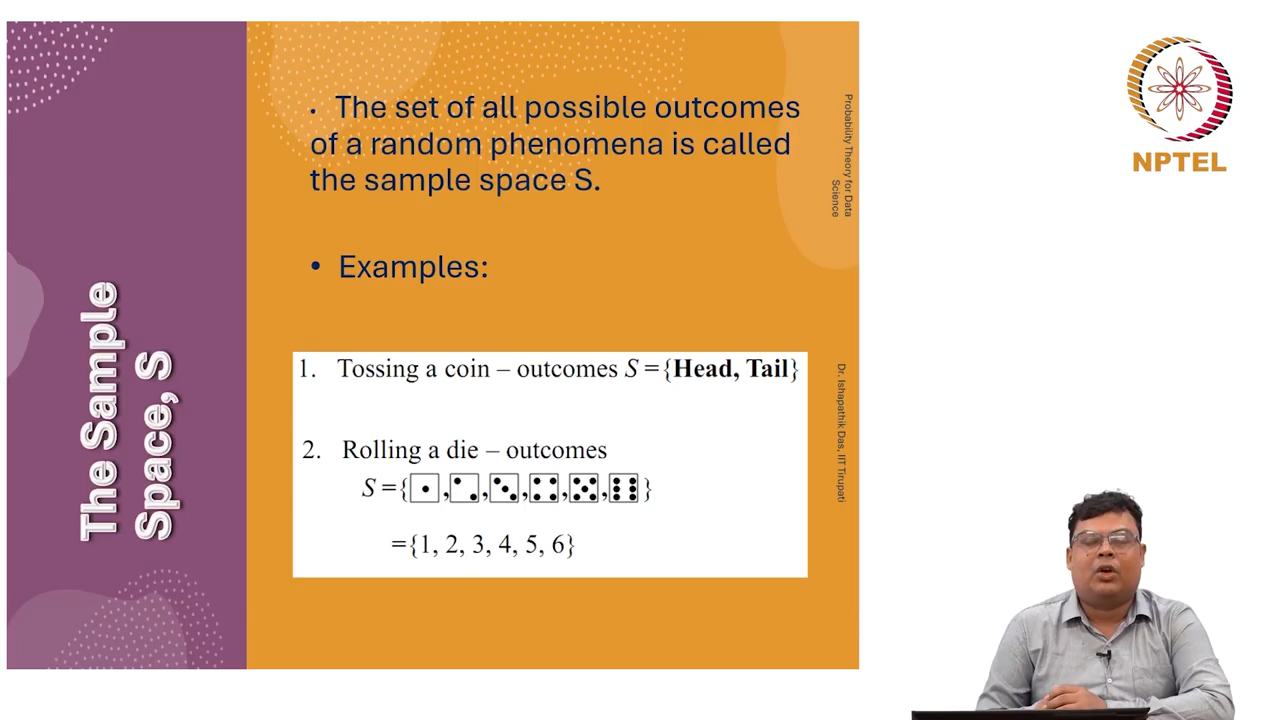 The Sample
Space, S
• The set of all possible outcomes
of a random phenomena is called
the sample space S.
• Examples:
1. Tossing a coin – outcomes S = {Head, Tail}
2. Rolling a die – outcomes
S = { , , , , , }
= {1, 2, 3, 4, 5, 6}
Probability Theory for Data
Science
Dr. Ishapathik Das, IIT Tirupati
NPTEL